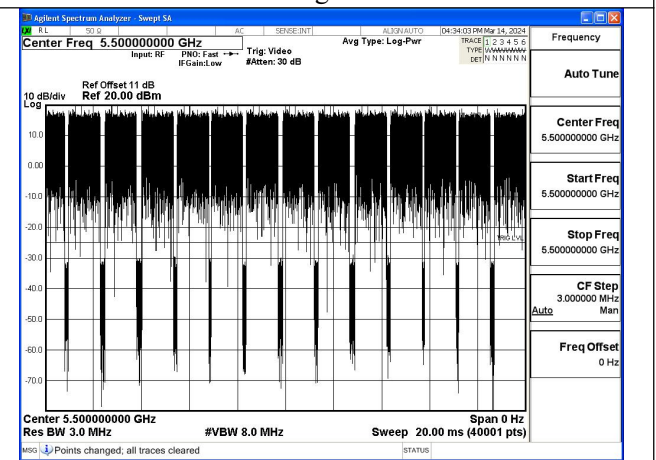 Agilent Spectrum Analyzer - Swept SA
RL 50 Ω AC SENSE:INT ALIGN AUTO 04:34:03 PM Mar 14, 2024
Center Freq 5.500000000 GHz
Input: RF PNO: Fast
IFGain:Low
Trig: Video
#Atten: 30 dB
Avg Type: Log-Pwr
TRACE 1 2 3 4 5 6
TYPE
DET N N N N N N
Ref Offset 11 dB
10 dB/div Ref 20.00 dBm
Log
10.0
0.00
-10.0
-20.0
TRIG LVL
-30.0
-40.0
-50.0
-60.0
-70.0
Center 5.500000000 GHz Span 0 Hz
Res BW 3.0 MHz #VBW 8.0 MHz Sweep 20.00 ms (40001 pts)
MSG Points changed; all traces cleared STATUS
Frequency
Auto Tune
Center Freq
5.500000000 GHz
Start Freq
5.500000000 GHz
Stop Freq
5.500000000 GHz
CF Step
3.000000 MHz
Auto Man
Freq Offset
0 Hz